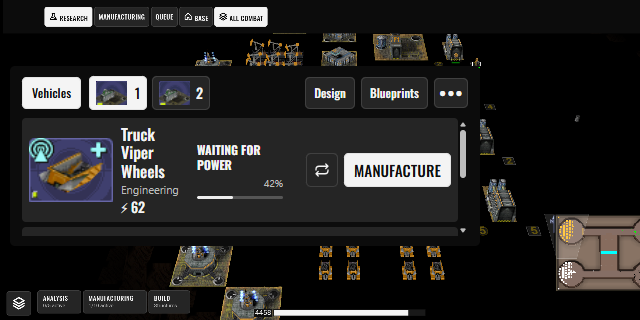 RESEARCH MANUFACTURING QUEUE BASE ALL COMBAT
Vehicles 1 2 Design Blueprints
Truck
Viper
Wheels
Engineering
62
WAITING FOR
POWER
42%
MANUFACTURE
ANALYSIS MANUFACTURING BUILD
Structures
4458